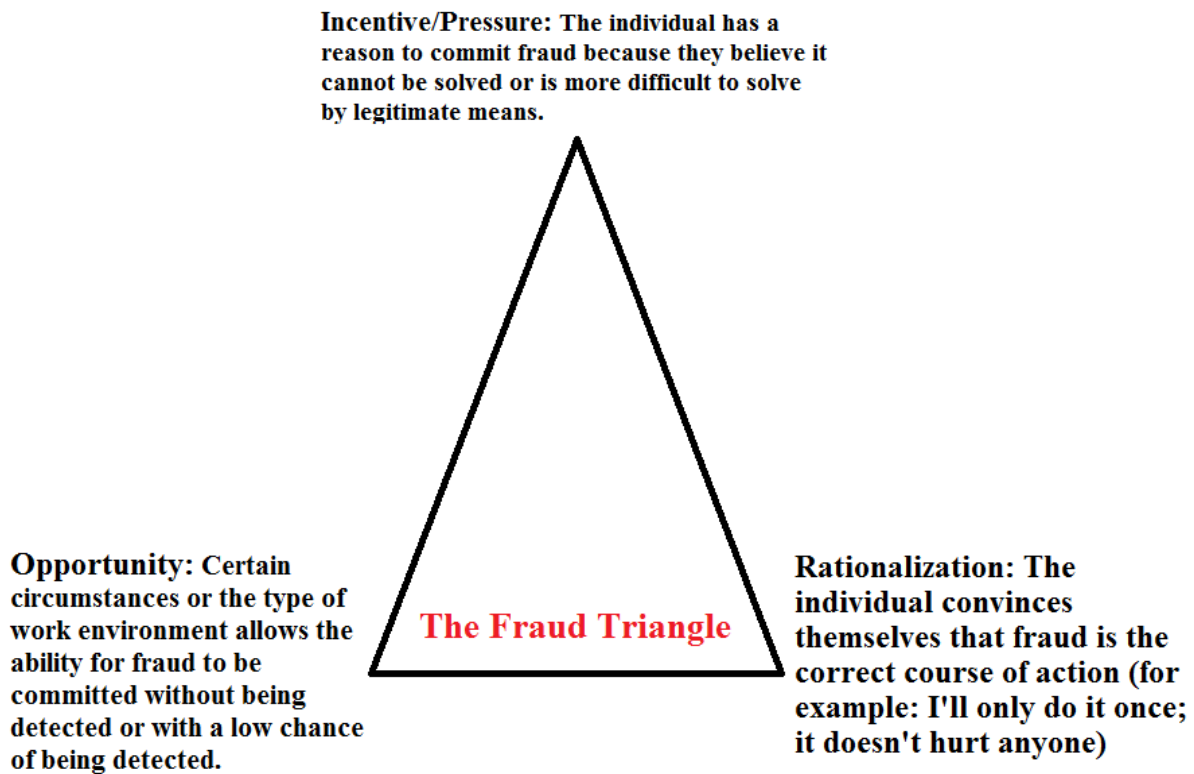 Incentive/Pressure: The individual has a
reason to commit fraud because they believe it
cannot be solved or is more difficult to solve
by legitimate means.
Opportunity: Certain
circumstances or the type of
work environment allows the
ability for fraud to be
committed without being
detected or with a low chance
of being detected.
The Fraud Triangle
Rationalization: The
individual convinces
themselves that fraud is the
correct course of action (for
example: I'll only do it once;
it doesn't hurt anyone)